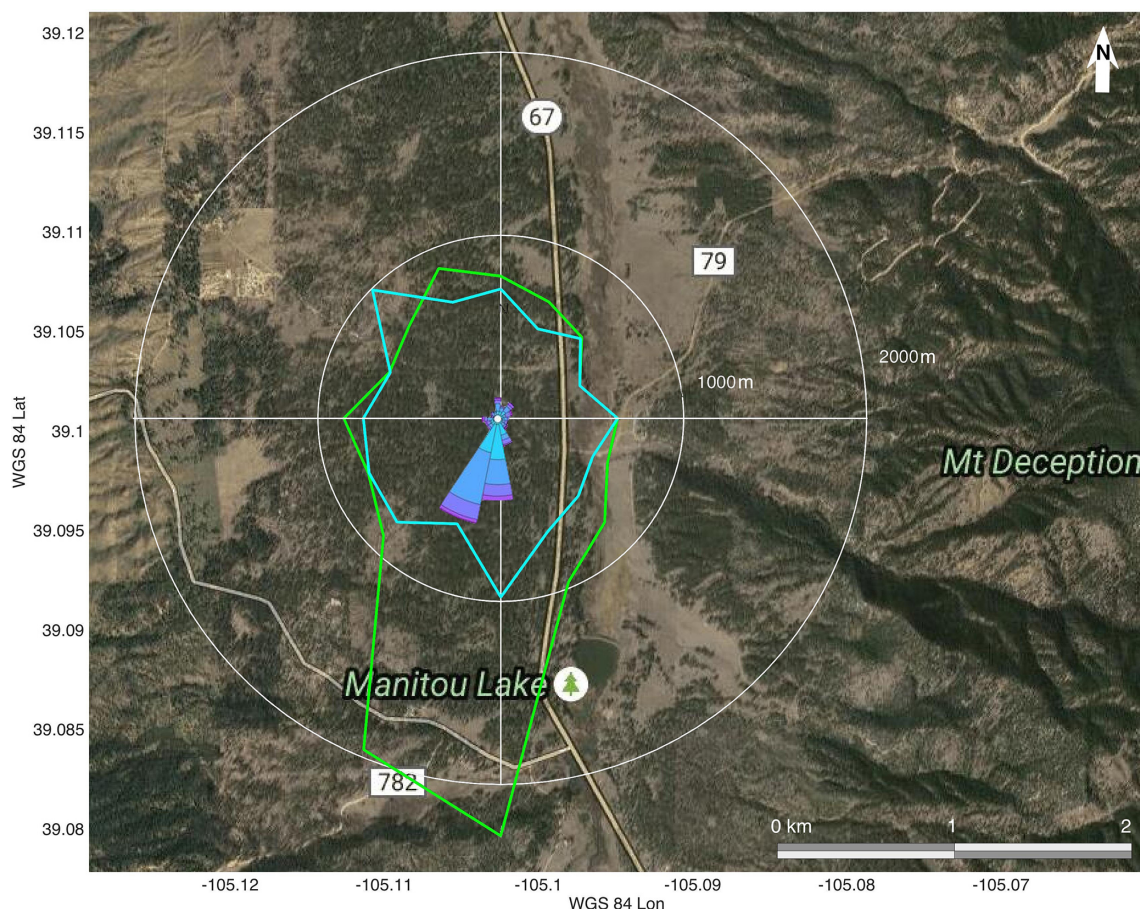 39.12
N
67
39.115
39.11
79
39.105
2000m
1000m
39.1
WGS 84 Lat
Mt Deception
39.095
39.09
Manitou Lake
39.085
782
39.08
0 km 1 2
-105.12 -105.11 -105.1 -105.09 -105.08 -105.07
WGS 84 Lon